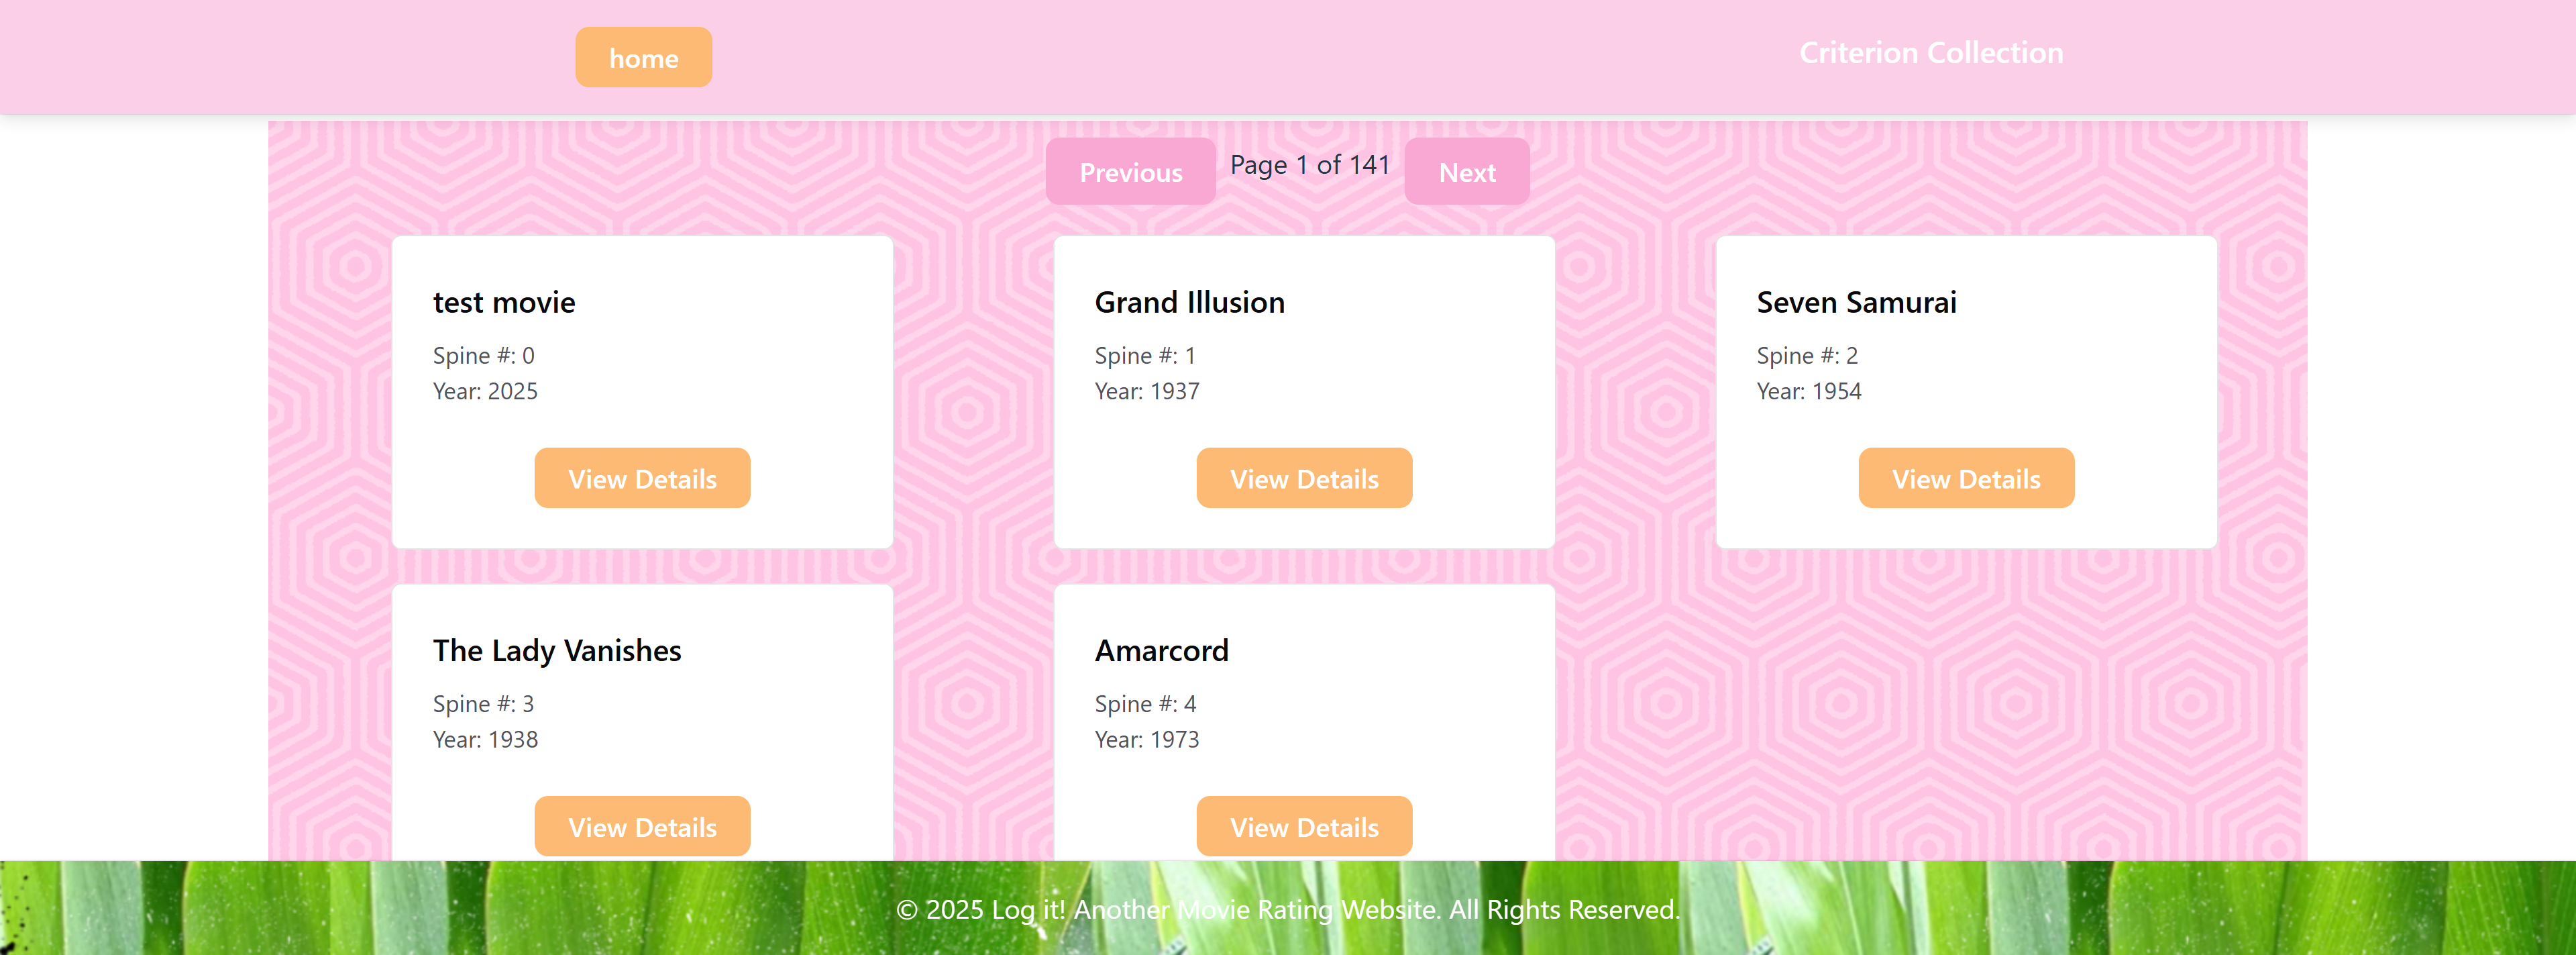 home
Criterion Collection
Previous
Page 1 of 141
Next
test movie
Spine #: 0
Year: 2025
View Details
Grand Illusion
Spine #: 1
Year: 1937
View Details
Seven Samurai
Spine #: 2
Year: 1954
View Details
The Lady Vanishes
Spine #: 3
Year: 1938
View Details
Amarcord
Spine #: 4
Year: 1973
View Details
© 2025 Log it! Another Movie Rating Website. All Rights Reserved.